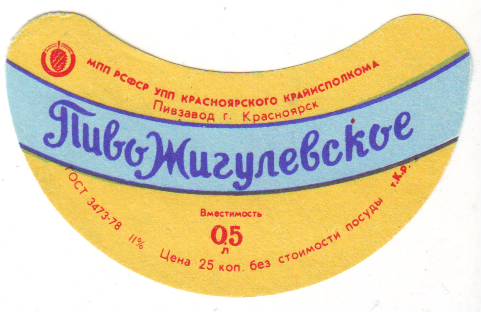 МПП РСФСР УПП КРАСНОЯРСКОГО КРАЙИСПОЛКОМА
Пивзавод г. Красноярск
Пиво Жигулевское
ГОСТ 3473-78 11% Цена 25 коп. без стоимости посуды т.Кр.
Вместимость
0,5
л